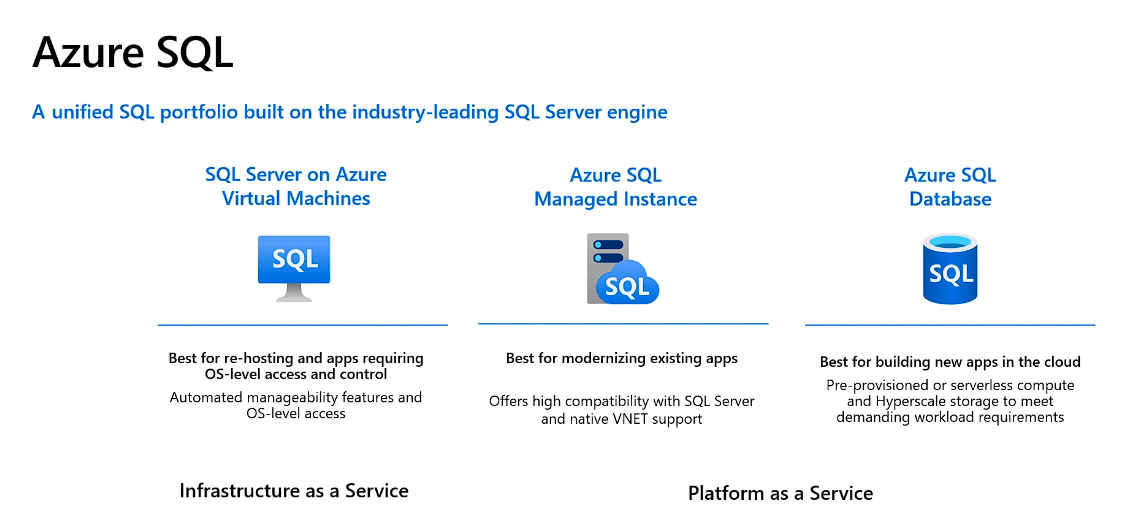 Azure SQL
A unified SQL portfolio built on the industry-leading SQL Server engine
SQL Server on Azure
Virtual Machines
SQL
Best for re-hosting and apps requiring
OS-level access and control
Automated manageability features and
OS-level access
Infrastructure as a Service
Azure SQL
Managed Instance
SQL
Best for modernizing existing apps
Offers high compatibility with SQL Server
and native VNET support
Azure SQL
Database
SQL
Best for building new apps in the cloud
Pre-provisioned or serverless compute
and Hyperscale storage to meet
demanding workload requirements
Platform as a Service